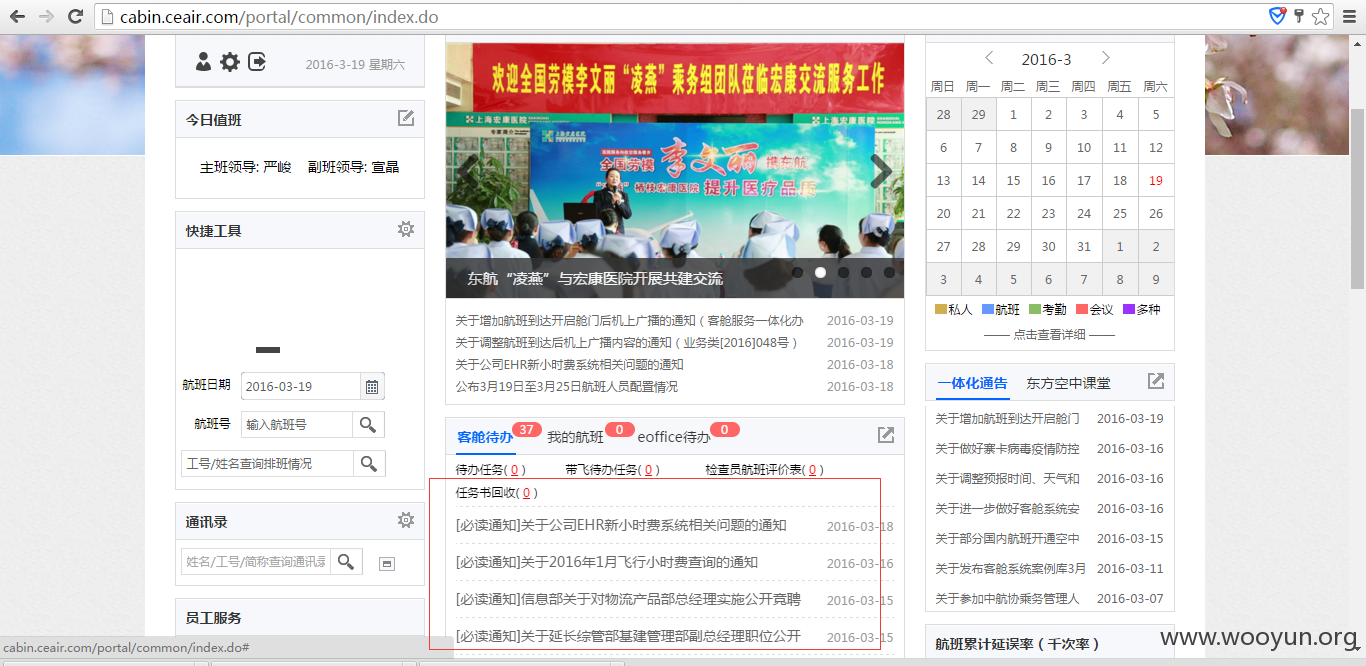 cabin.ceair.com/portal/common/index.do
2016-3-19 星期六
今日值班
主班领导: 严峻 副班领导: 宣晶
快捷工具
航班日期 2016-03-19
航班号 输入航班号
工号/姓名查询排班情况
通讯录
姓名/工号/简称查询通讯录
员工服务
cabin.ceair.com/portal/common/index.do#
欢迎全国劳模李文丽“凌燕”乘务组团队莅临宏康交流服务工作
上海宏康医院
上海宏康医院
全国劳模 李文丽 携东航
栖枝宏康医院 提升医疗品质
东航“凌燕”与宏康医院开展共建交流
关于增加航班到达开启舱门后机上广播的通知（客舱服务一体化办 2016-03-19
关于调整航班到达后机上广播内容的通知（业务类[2016]048号） 2016-03-19
关于公司EHR新小时费系统相关问题的通知 2016-03-18
公布3月19日至3月25日航班人员配置情况 2016-03-18
客舱待办 37 我的航班 0 eoffice待办 0
待办任务( 0 ) 带飞待办任务( 0 ) 检查员航班评价表( 0 )
任务书回收( 0 )
[必读通知]关于公司EHR新小时费系统相关问题的通知 2016-03-18
[必读通知]关于2016年1月飞行小时费查询的通知 2016-03-16
[必读通知]信息部关于对物流产品部总经理实施公开竞聘 2016-03-15
[必读通知]关于延长综管部基建管理部副总经理职位公开 2016-03-15
2016-3
周日 周一 周二 周三 周四 周五 周六
28 29 1 2 3 4 5
6 7 8 9 10 11 12
13 14 15 16 17 18 19
20 21 22 23 24 25 26
27 28 29 30 31 1 2
3 4 5 6 7 8 9
私人 航班 考勤 会议 多种
—— 点击查看详细 ——
一体化通告 东方空中课堂
关于增加航班到达开启舱门 2016-03-19
关于做好寨卡病毒疫情防控 2016-03-16
关于调整预报时间、天气和 2016-03-16
关于进一步做好客舱系统安 2016-03-16
关于部分国内航班开通空中 2016-03-15
关于发布客舱系统案例库3月 2016-03-11
关于参加中航协乘务管理人 2016-03-07
航班累计延误率（千次率）
www.wooyun.org